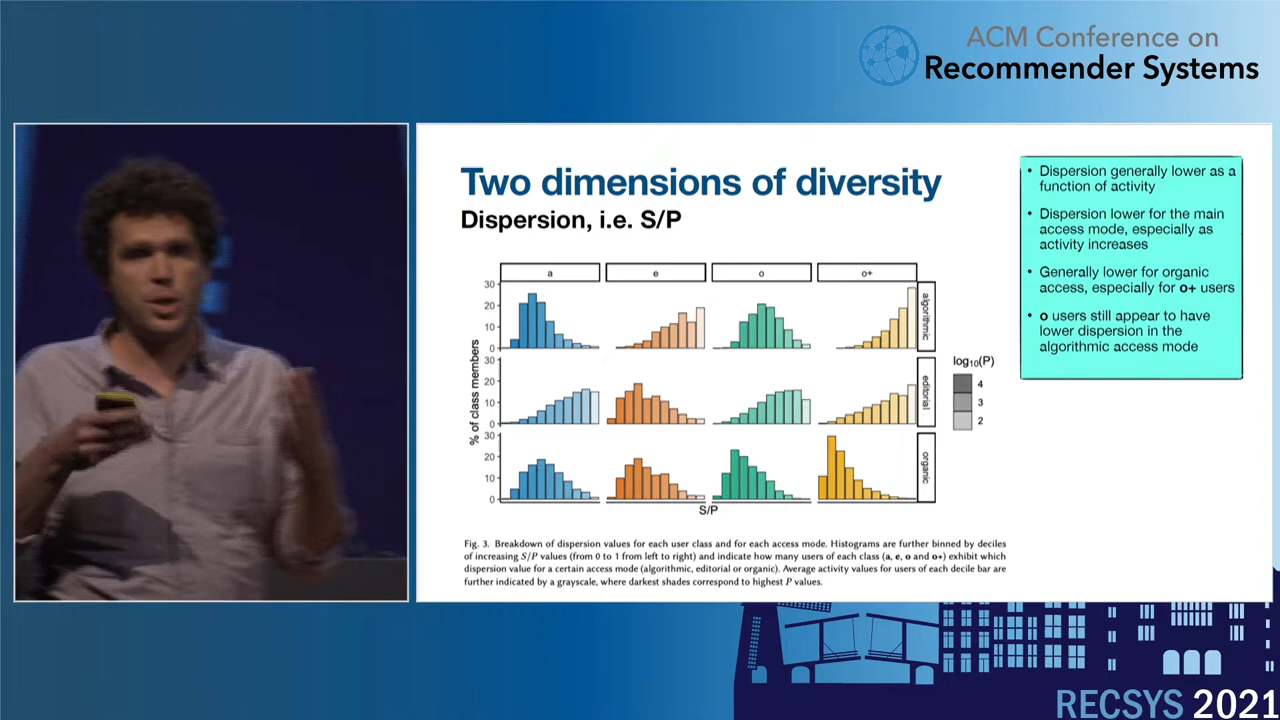 ACM Conference on
Recommender Systems
Two dimensions of diversity
Dispersion, i.e. S/P
• Dispersion generally lower as a
function of activity
• Dispersion lower for the main
access mode, especially as
activity increases
• Generally lower for organic
access, especially for o+ users
• o users still appear to have
lower dispersion in the
algorithmic access mode
a e o o+
30
20
10
0
algorithmic
30
20
10
0
editorial
30
20
10
0
organic
% of class members
S/P
log10(P)
4
3
2
Fig. 3. Breakdown of dispersion values for each user class and for each access mode. Histograms are further binned by deciles
of increasing S/P values (from 0 to 1 from left to right) and indicate how many users of each class (a, e, o and o+) exhibit which
dispersion value for a certain access mode (algorithmic, editorial or organic). Average activity values for users of each decile bar are
further indicated by a grayscale, where darkest shades correspond to highest P values.
RECSYS 2021